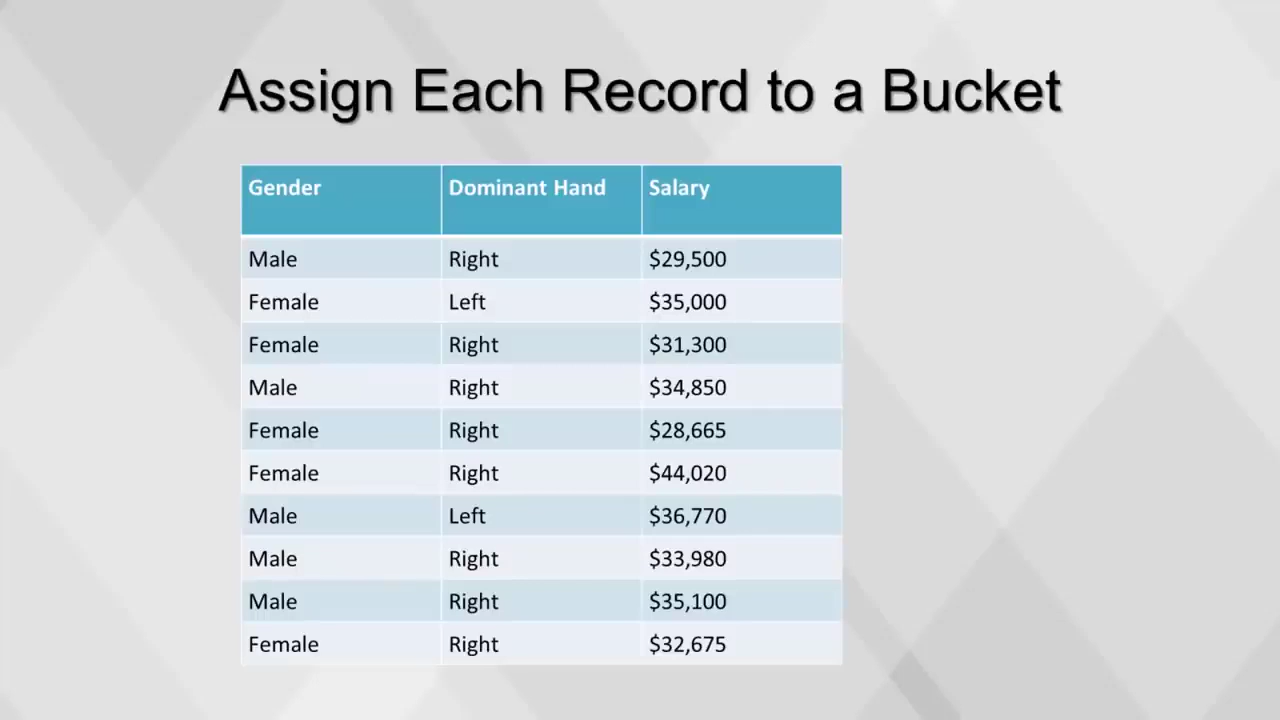 Assign Each Record to a Bucket
Gender Dominant Hand Salary
Male Right $29,500
Female Left $35,000
Female Right $31,300
Male Right $34,850
Female Right $28,665
Female Right $44,020
Male Left $36,770
Male Right $33,980
Male Right $35,100
Female Right $32,675